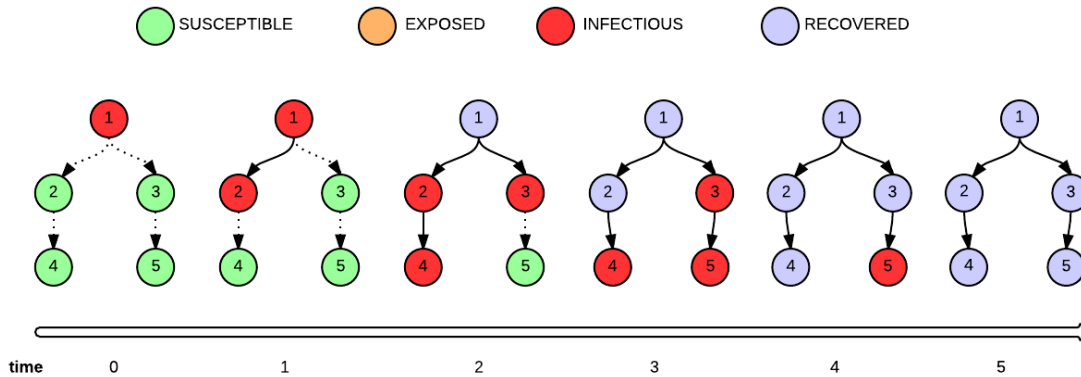 SUSCEPTIBLE EXPOSED INFECTIOUS RECOVERED
1 1 1 1 1 1
2 3 2 3 2 3 2 3 2 3 2 3
4 5 4 5 4 5 4 5 4 5 4 5
time 0 1 2 3 4 5